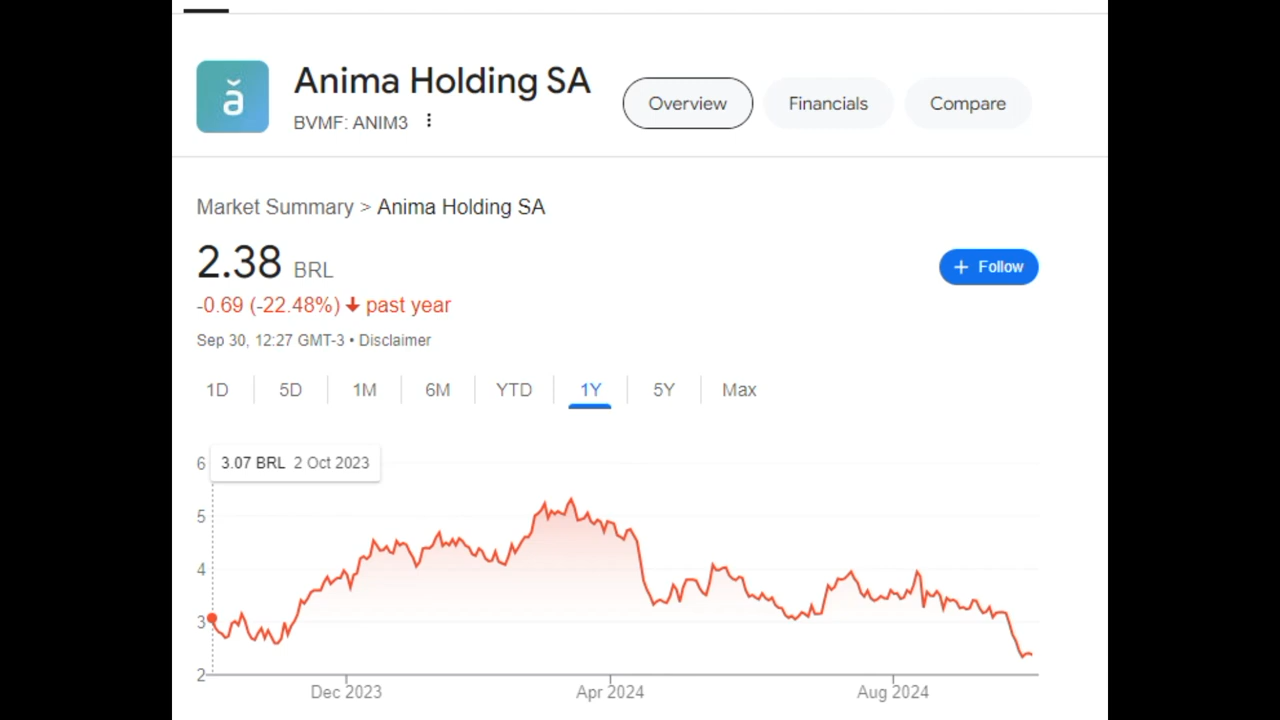 ǎ
Anima Holding SA
BVMF: ANIM3
Overview
Financials
Compare
Market Summary > Anima Holding SA
2.38 BRL
+ Follow
-0.69 (-22.48%) ↓ past year
Sep 30, 12:27 GMT-3 • Disclaimer
1D 5D 1M 6M YTD 1Y 5Y Max
6
3.07 BRL 2 Oct 2023
5
4
3
2
Dec 2023 Apr 2024 Aug 2024